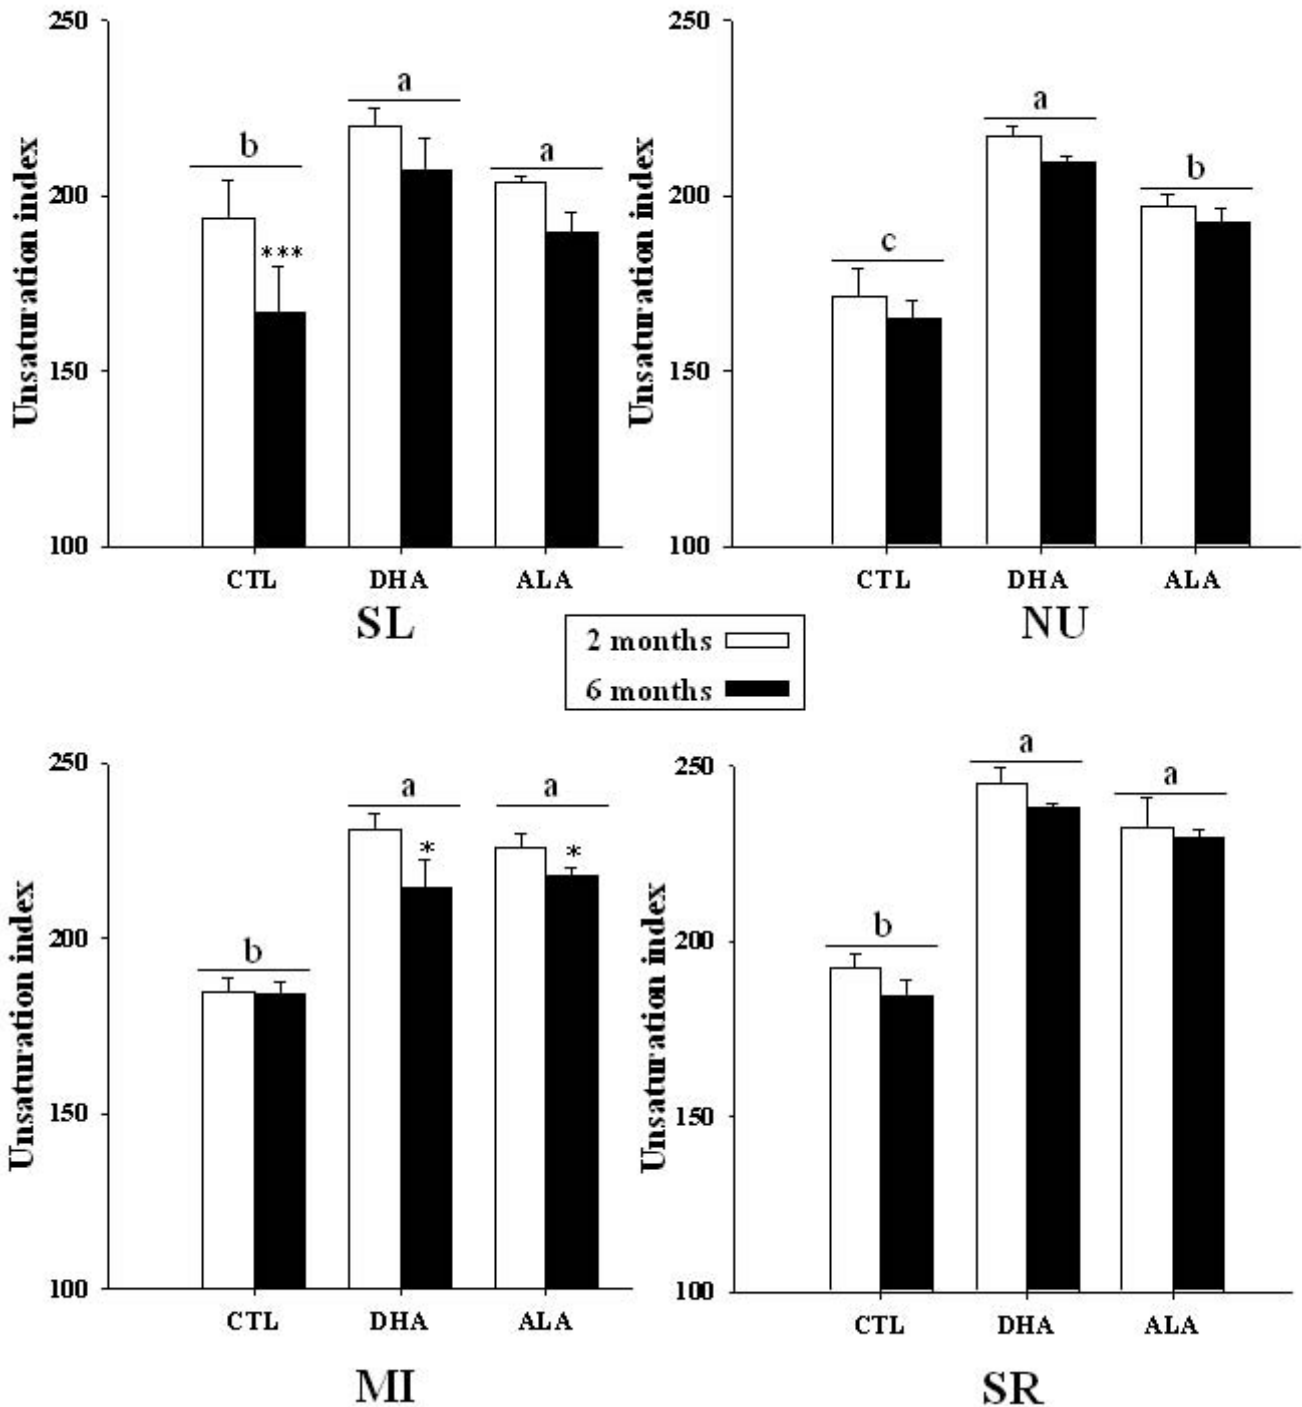 250
200
150
100
Unsaturation index
b
***
a
a
CTL DHA ALA
SL
250
200
150
100
Unsaturation index
c
a
b
CTL DHA ALA
NU
2 months
6 months
250
200
150
100
Unsaturation index
b
a
*
a
*
CTL DHA ALA
MI
250
200
150
100
Unsaturation index
b
a
a
CTL DHA ALA
SR